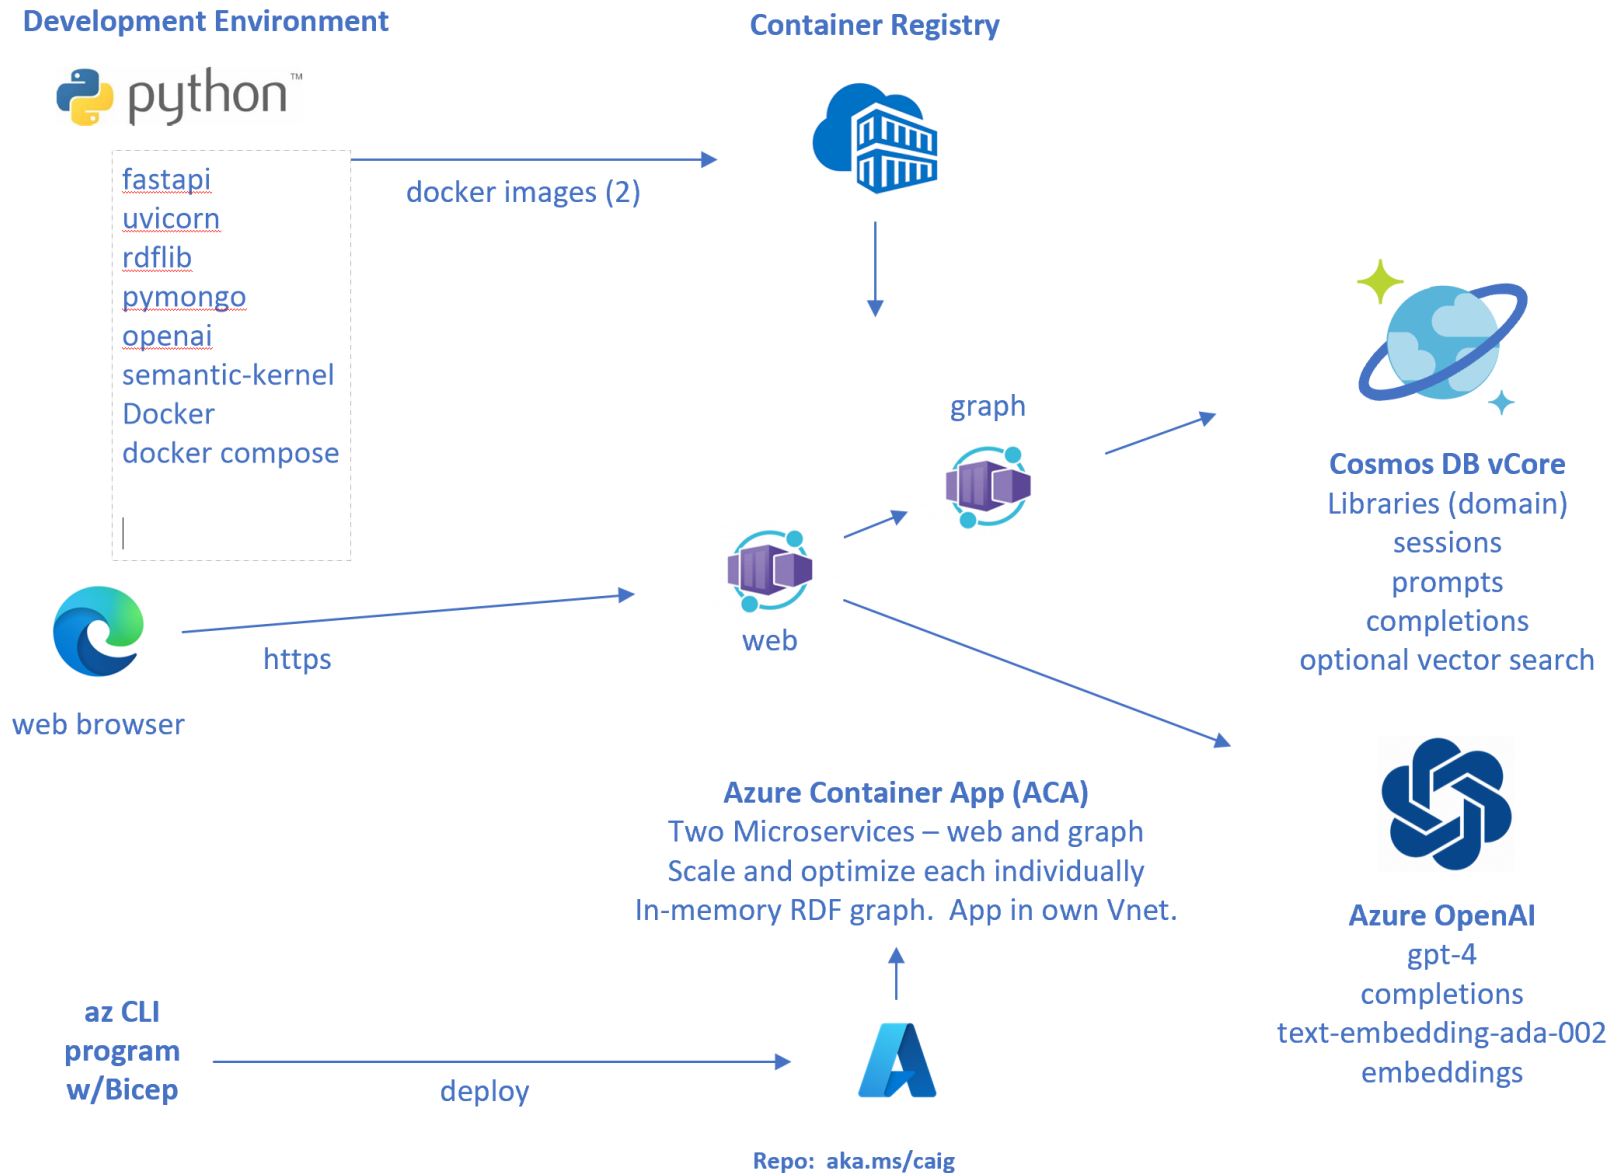 Development Environment
python™
fastapi
uvicorn
rdflib
pymongo
openai
semantic-kernel
Docker
docker compose
Container Registry
docker images (2)
graph
web
https
web browser
Cosmos DB vCore
Libraries (domain)
sessions
prompts
completions
optional vector search
Azure Container App (ACA)
Two Microservices – web and graph
Scale and optimize each individually
In-memory RDF graph.  App in own Vnet.
Azure OpenAI
gpt-4
completions
text-embedding-ada-002
embeddings
az CLI
program
w/Bicep
deploy
Repo:  aka.ms/caig